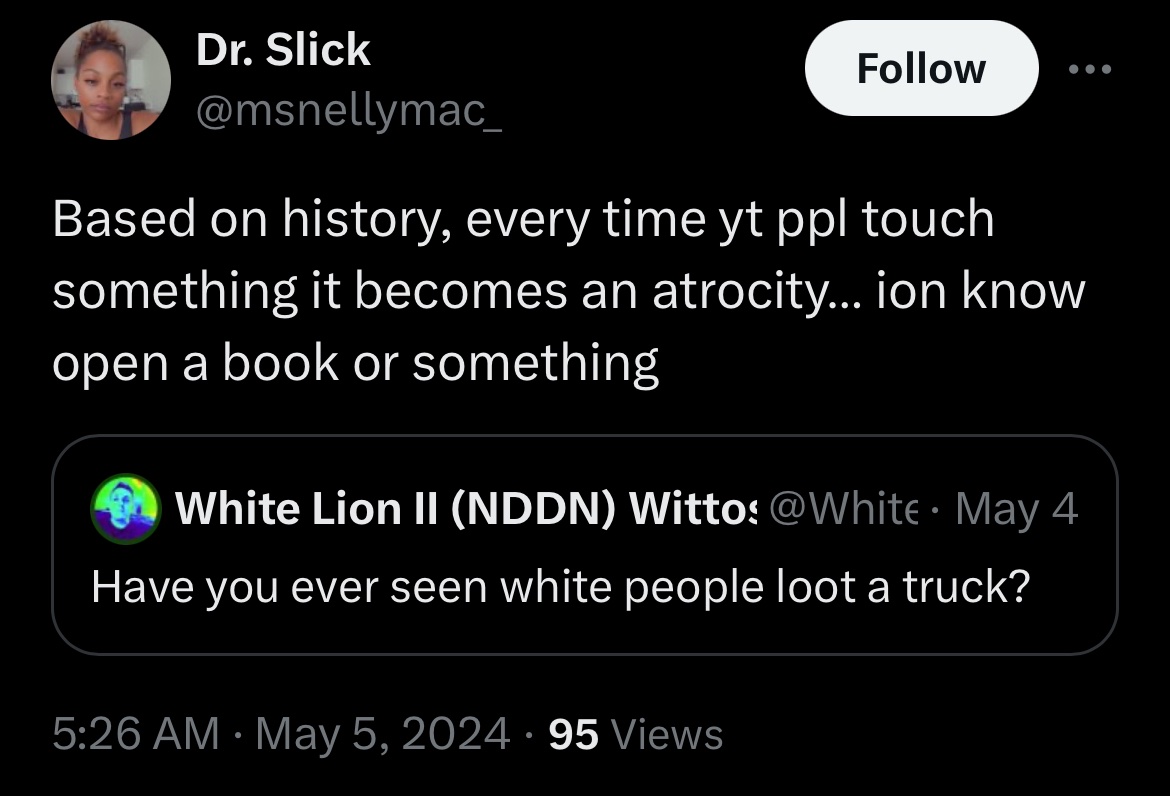 Dr. Slick
@msnellymac_
Follow
Based on history, every time yt ppl touch
something it becomes an atrocity... ion know
open a book or something
White Lion II (NDDN) Wittos @White · May 4
Have you ever seen white people loot a truck?
5:26 AM · May 5, 2024 · 95 Views